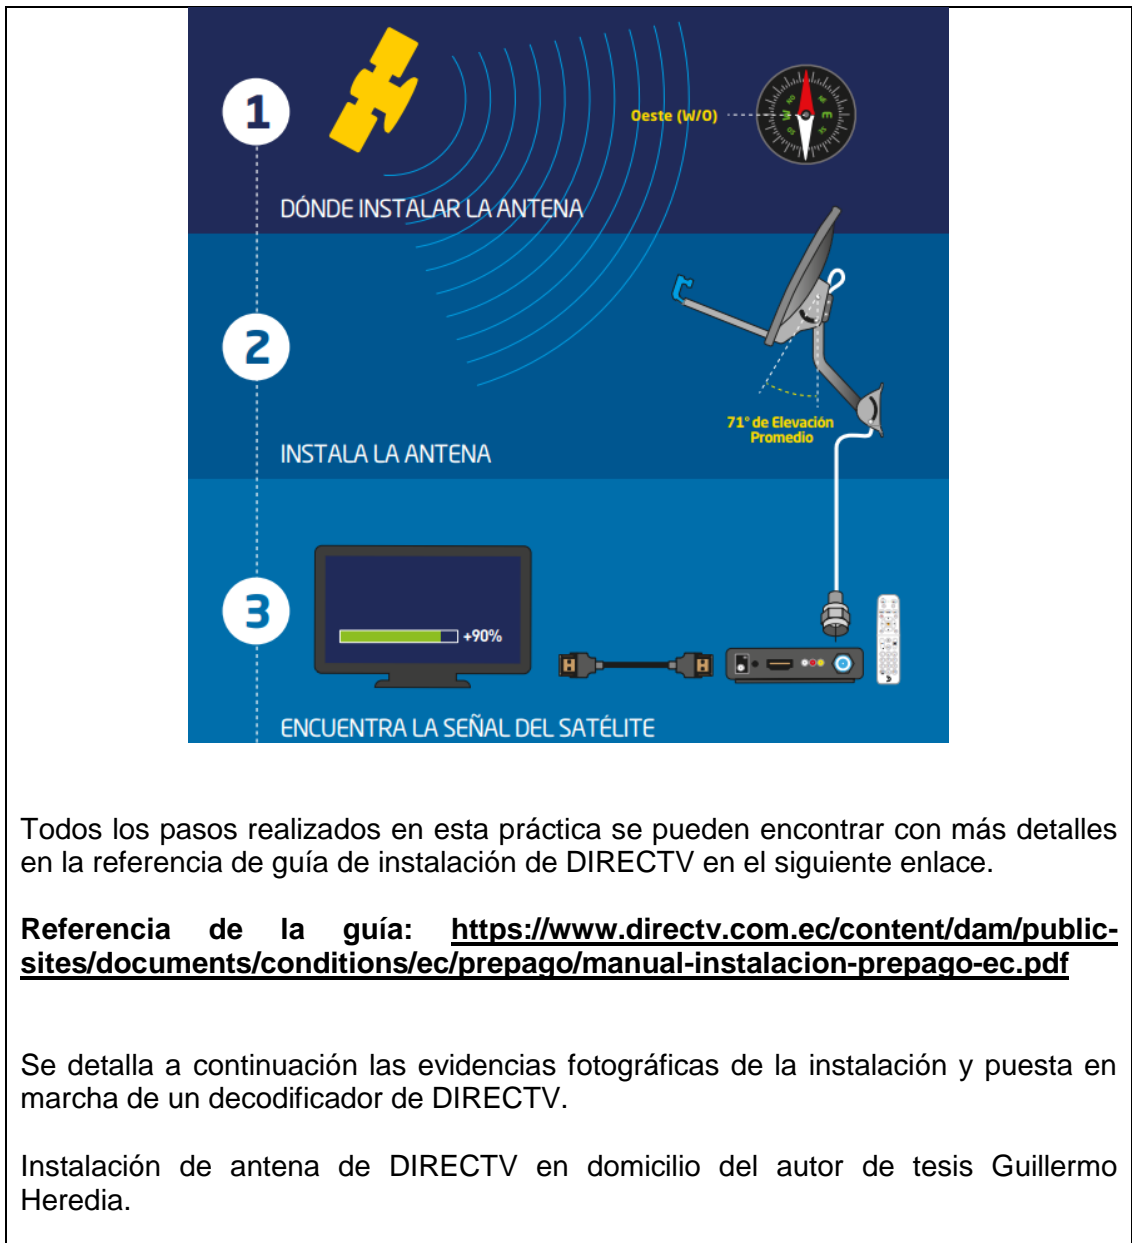 1
Oeste (W/O)
NO
NE
W
E
SO
SE
DÓNDE INSTALAR LA ANTENA
2
71° de Elevación
Promedio
INSTALA LA ANTENA
3
+90%
ENCUENTRA LA SEÑAL DEL SATÉLITE
Todos los pasos realizados en esta práctica se pueden encontrar con más detalles
en la referencia de guía de instalación de DIRECTV en el siguiente enlace.
Referencia de la guía: https://www.directv.com.ec/content/dam/public-
sites/documents/conditions/ec/prepago/manual-instalacion-prepago-ec.pdf
Se detalla a continuación las evidencias fotográficas de la instalación y puesta en
marcha de un decodificador de DIRECTV.
Instalación de antena de DIRECTV en domicilio del autor de tesis Guillermo
Heredia.